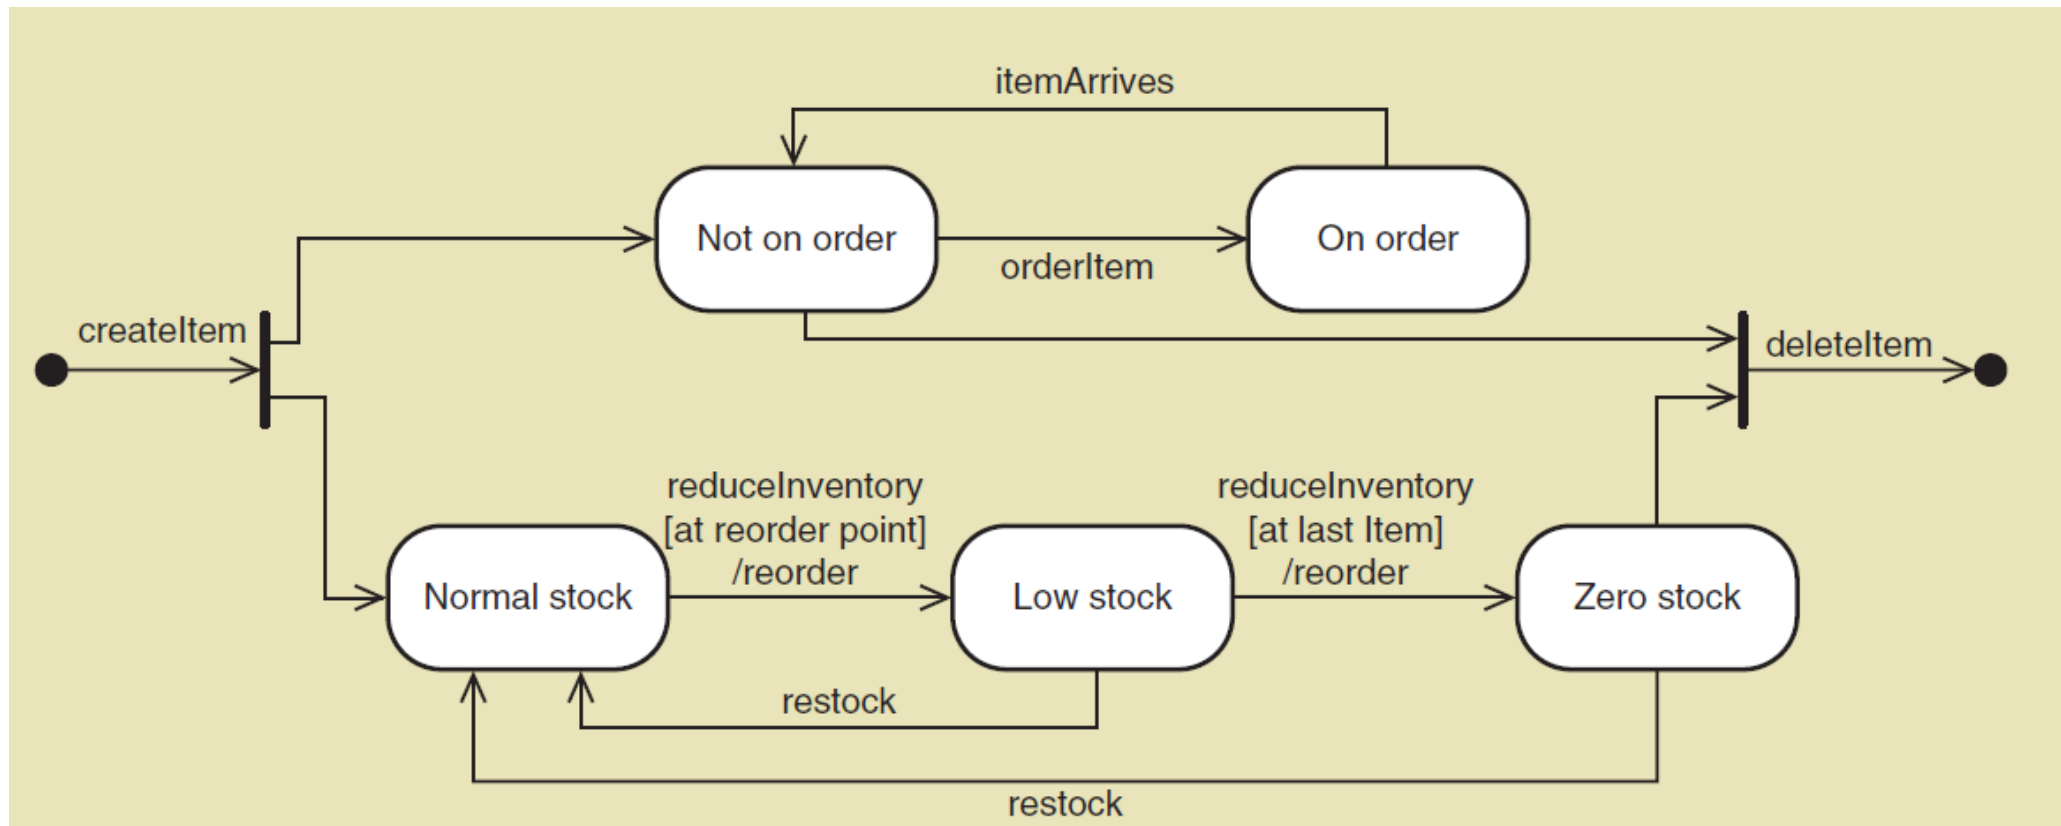 itemArrives
Not on order
On order
orderItem
createItem
deleteItem
reduceInventory
[at reorder point]
/reorder
reduceInventory
[at last Item]
/reorder
Normal stock
Low stock
Zero stock
restock
restock